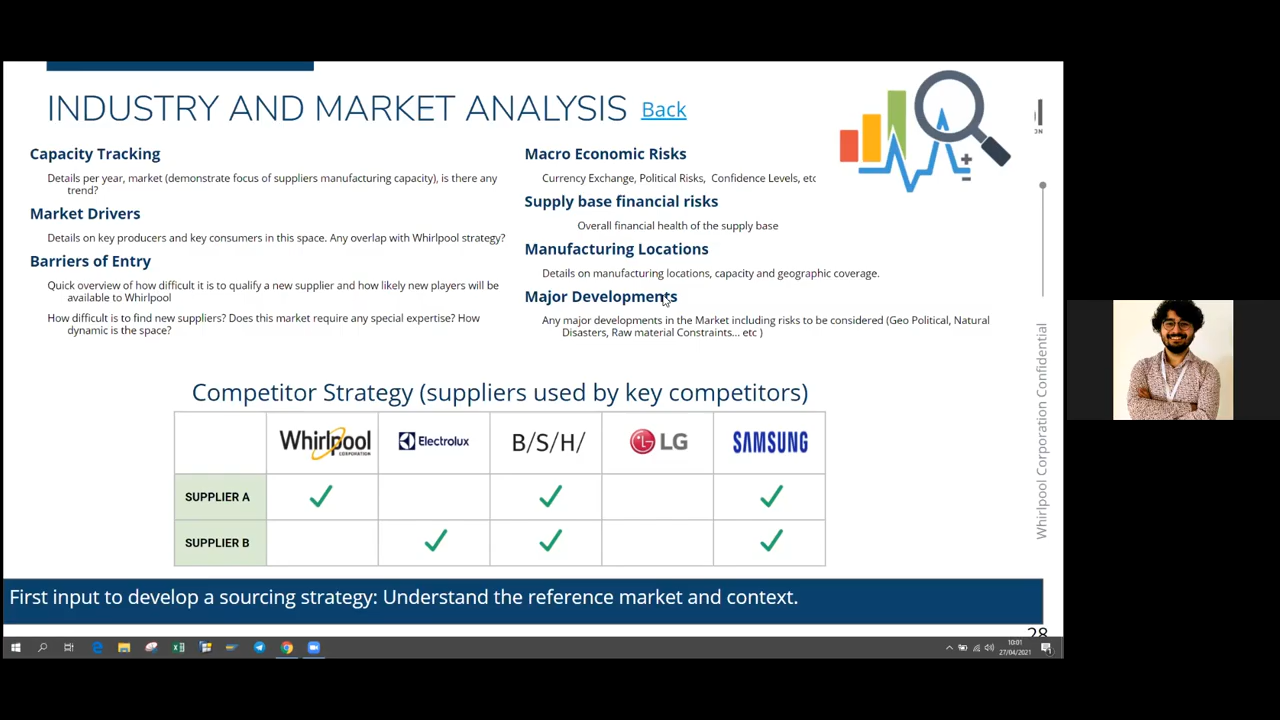 INDUSTRY AND MARKET ANALYSIS Back
Capacity Tracking
Details per year, market (demonstrate focus of suppliers manufacturing capacity), is there any
trend?
Market Drivers
Details on key producers and key consumers in this space. Any overlap with Whirlpool strategy?
Barriers of Entry
Quick overview of how difficult it is to qualify a new supplier and how likely new players will be
available to Whirlpool
How difficult is to find new suppliers? Does this market require any special expertise? How
dynamic is the space?
Macro Economic Risks
Currency Exchange, Political Risks, Confidence Levels, etc
Supply base financial risks
Overall financial health of the supply base
Manufacturing Locations
Details on manufacturing locations, capacity and geographic coverage.
Major Developments
Any major developments in the Market including risks to be considered (Geo Political, Natural
Disasters, Raw material Constraints... etc )
Whirlpool Corporation Confidential
Competitor Strategy (suppliers used by key competitors)
Whirlpool CORPORATION Electrolux B/S/H/ LG SAMSUNG
SUPPLIER A
SUPPLIER B
First input to develop a sourcing strategy: Understand the reference market and context.
28
10:01
27/04/2021